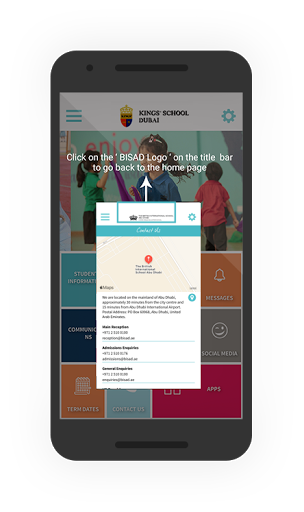 KINGS' SCHOOL
DUBAI
enjoy
Click on the ' BISAD Logo ' on the title bar
to go back to the home page
Contact Us
The British
International
School Abu Dhabi
Maps
We are located on the mainland of Abu Dhabi,
approximately 30 minutes from the city centre and
10 minutes from Abu Dhabi International Airport.
Postal Address: PO Box 60968, Abu Dhabi, United
Arab Emirates.
Main Reception
+971 2 510 0100
reception@bisad.ae
Admissions Enquiries
+971 2 510 0176
admissions@bisad.ae
General Enquiries
+971 2 510 0100
enquiries@bisad.ae
STUDENT
INFORMATION
MESSAGES
COMMUNICATIO
NS
SOCIAL MEDIA
TERM DATES
CONTACT US
APPS